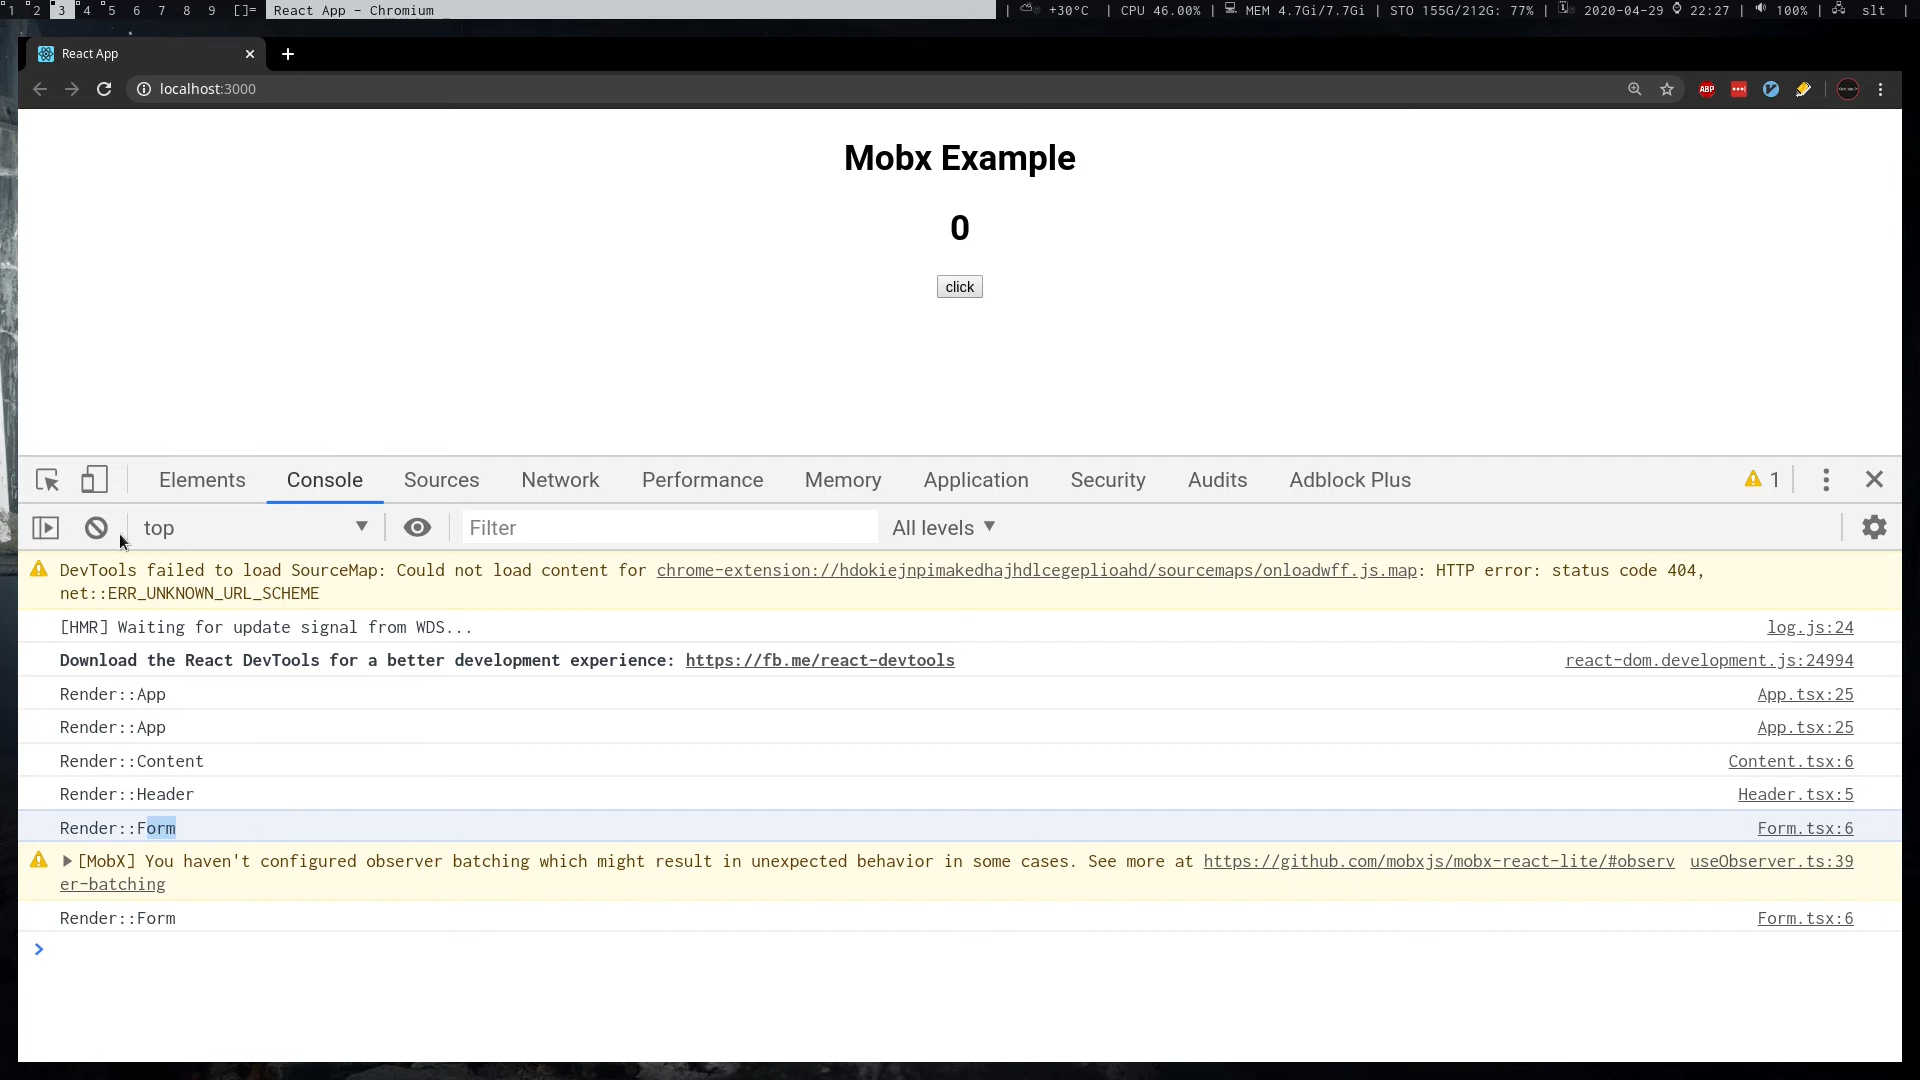 1 2 3 4 5 6 7 8 9 []= React App - Chromium | +30°C | CPU 46.00% | MEM 4.7Gi/7.7Gi | STO 155G/212G: 77% | 2020-04-29 22:27 | 100% | slt |
React App
localhost:3000
ABP
Mobx Example
0
click
Elements Console Sources Network Performance Memory Application Security Audits Adblock Plus 1
top Filter All levels
DevTools failed to load SourceMap: Could not load content for chrome-extension://hdokiejnpimakedhajhdlcegeplioahd/sourcemaps/onloadwff.js.map: HTTP error: status code 404,
net::ERR_UNKNOWN_URL_SCHEME
[HMR] Waiting for update signal from WDS... log.js:24
Download the React DevTools for a better development experience: https://fb.me/react-devtools react-dom.development.js:24994
Render::App App.tsx:25
Render::App App.tsx:25
Render::Content Content.tsx:6
Render::Header Header.tsx:5
Render::Form Form.tsx:6
[MobX] You haven't configured observer batching which might result in unexpected behavior in some cases. See more at https://github.com/mobxjs/mobx-react-lite/#observ useObserver.ts:39
er-batching
Render::Form Form.tsx:6